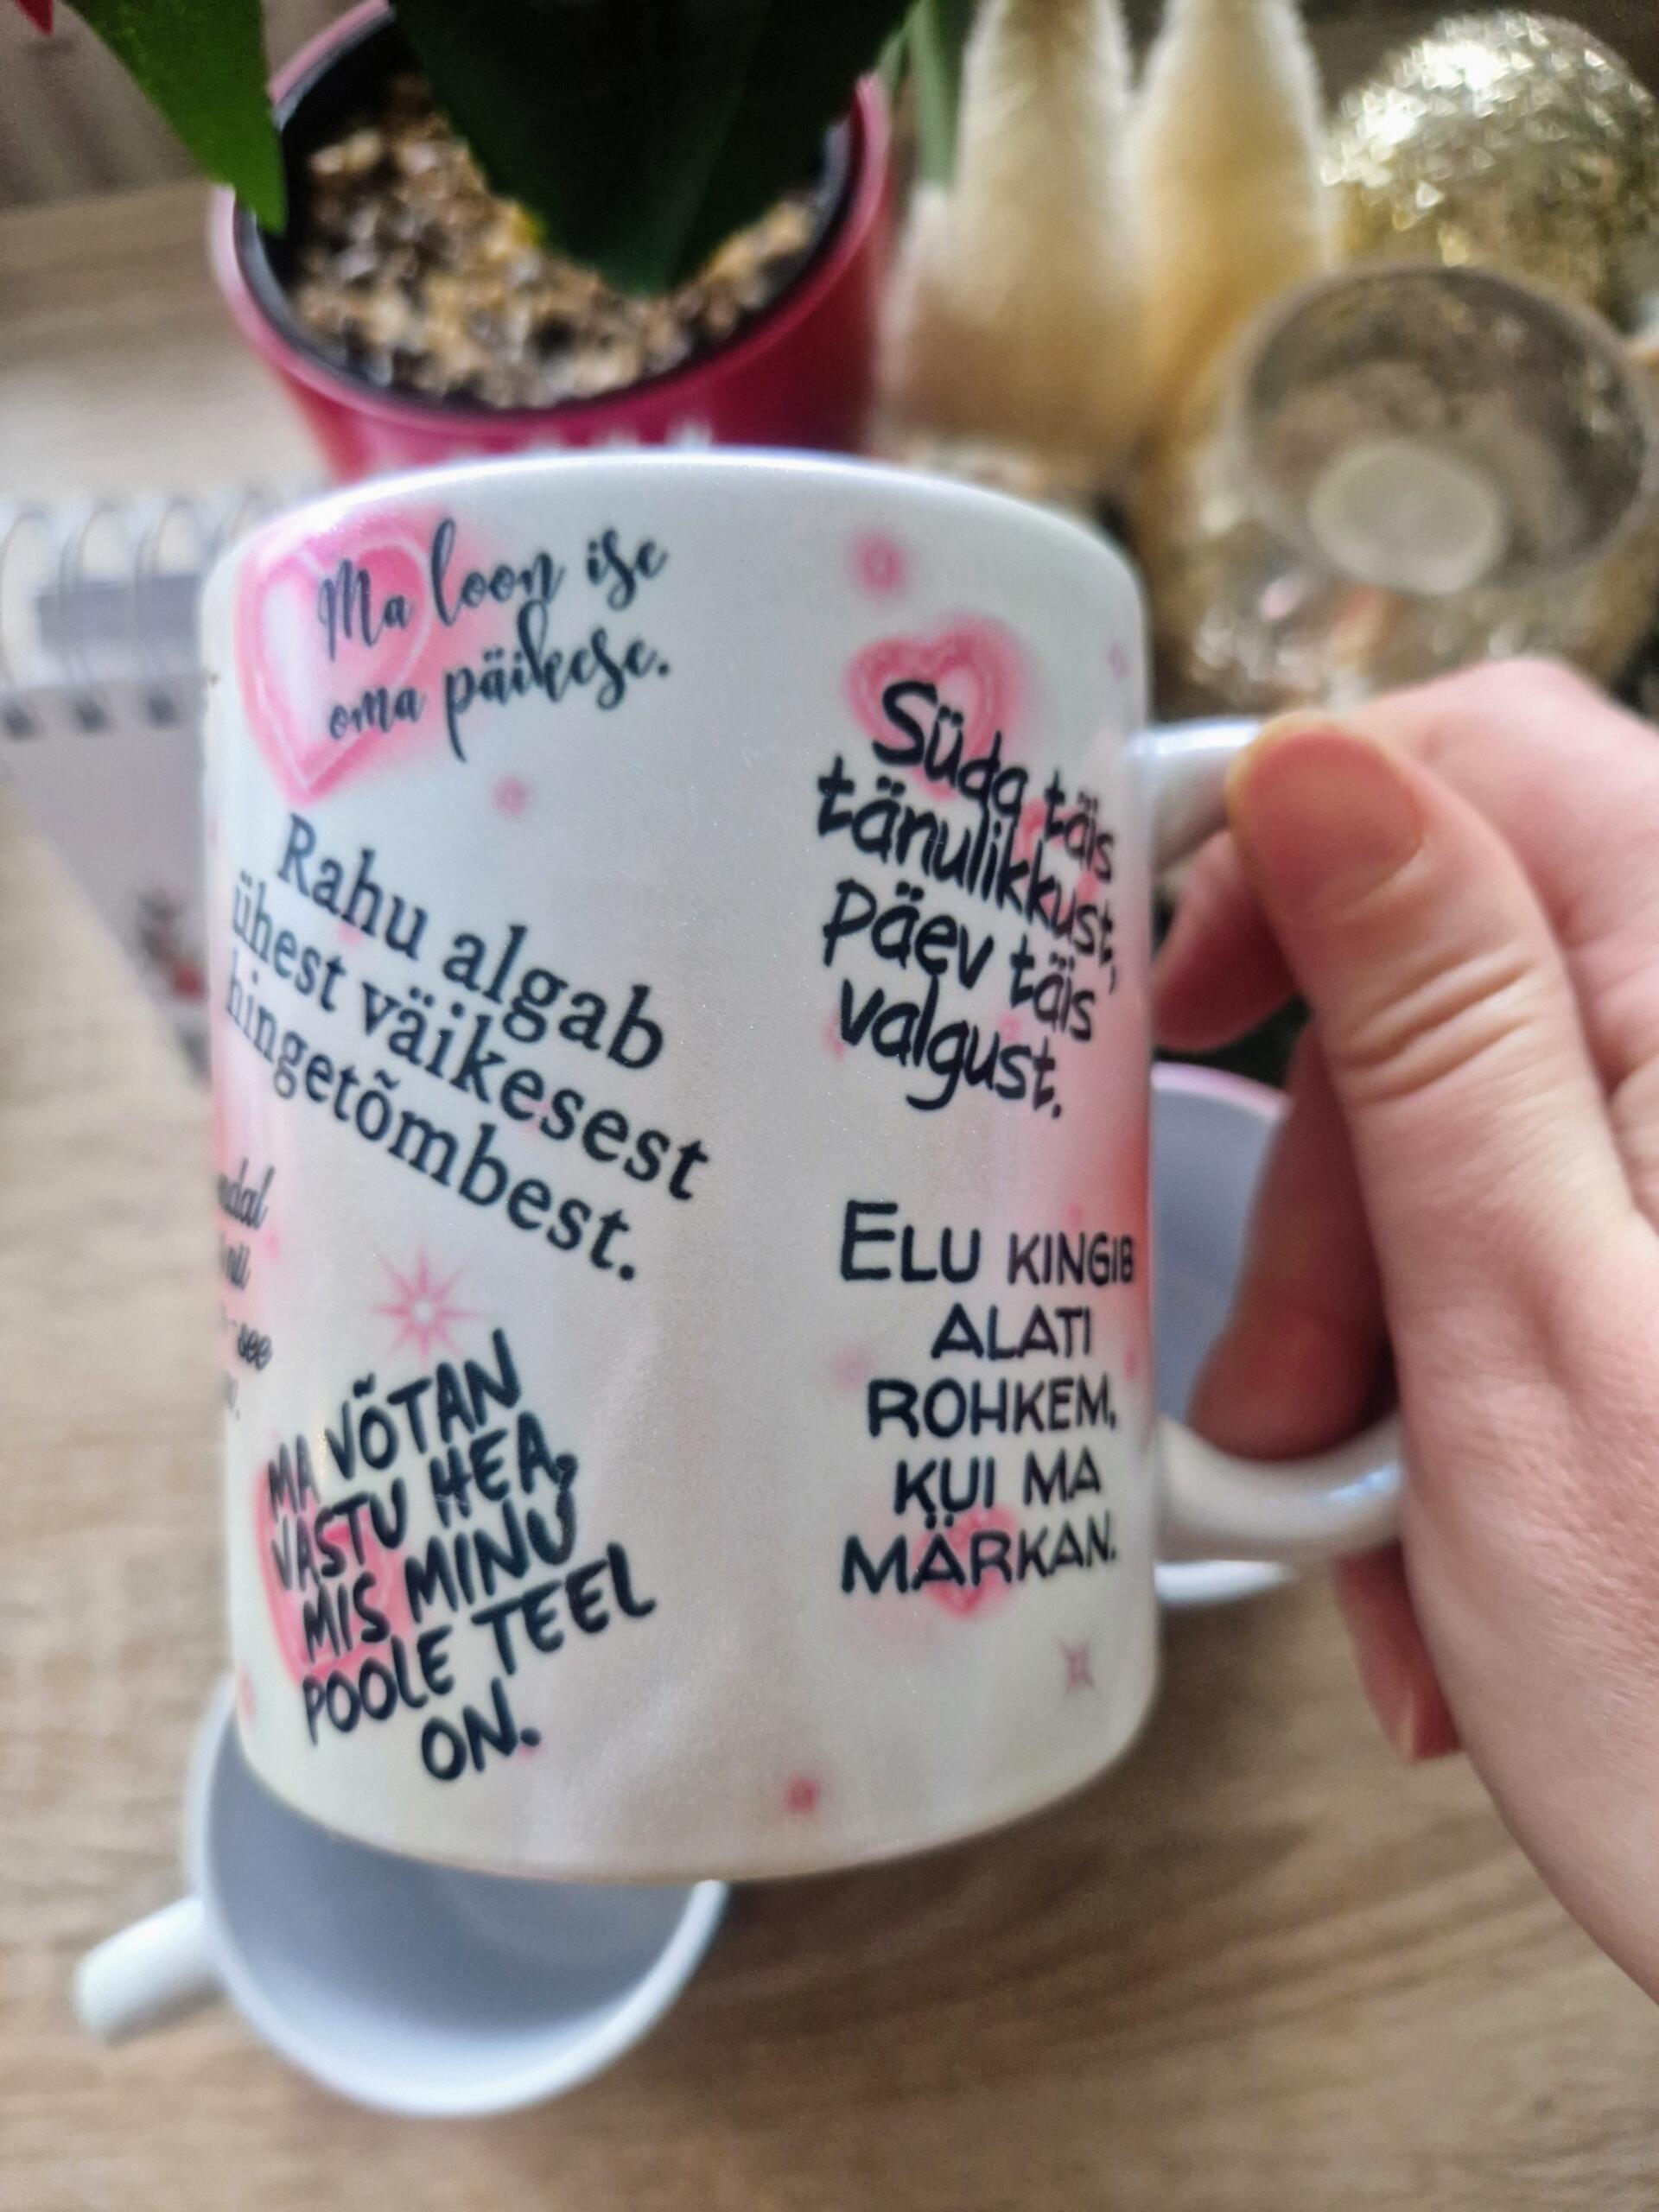 Ma loon ise
oma päikese.
Rahu algab
ühest väikesest
hingetõmbest.
see
MA VÕTAN
VASTU HEA,
MIS MINU
POOLE TEEL
ON.
Süda täis
tänulikkust,
päev täis
valgust.
ELU KINGIB
ALATI
ROHKEM,
KUI MA
MÄRKAN.